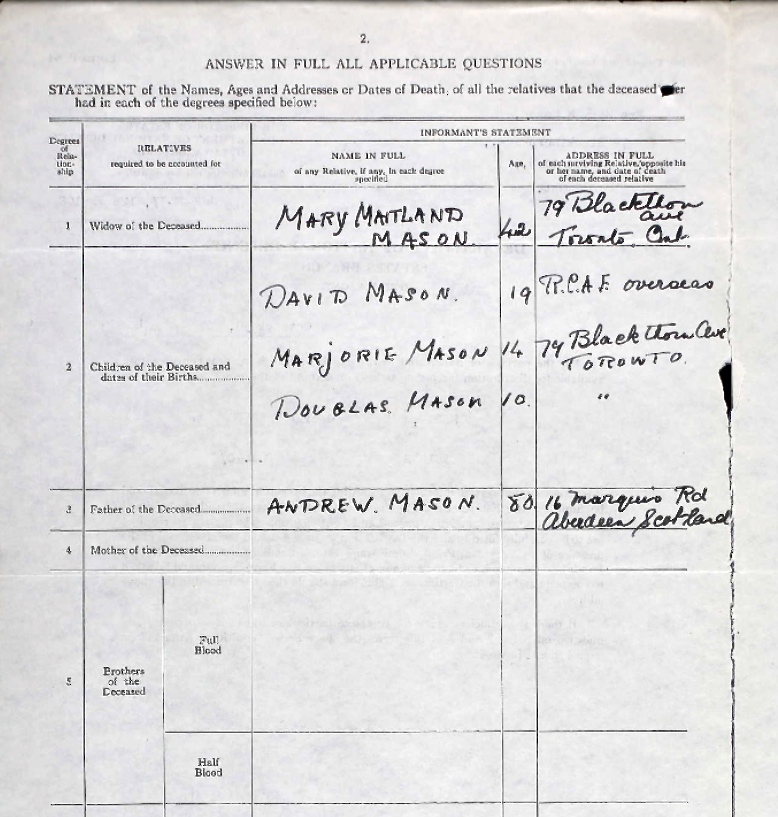 2.
ANSWER IN FULL ALL APPLICABLE QUESTIONS
STATEMENT of the Names, Ages and Addresses or Dates of Death, of all the relatives that the deceased ever
had in each of the degrees specified below:
Degrees
of
Rela-
tion-
ship
RELATIVES
required to be accounted for
INFORMANT'S STATEMENT
NAME IN FULL
of any Relative, if any, in each degree
specified
Age.
ADDRESS IN FULL
of each surviving Relative, opposite his
or her name, and date of death
of each deceased relative
1 Widow of the Deceased
MARY MAITLAND
MASON.
42
79 Blackthorn
ave
Toronto. Ont.
2 Children of the Deceased and
dates of their Births
DAVID MASON. 19 R.C.A.F. overseas
MARJORIE MASON 14 79 Blackthorn Ave
TORONTO.
DOUGLAS. MASON 10. "
3 Father of the Deceased
ANDREW. MASON. 80 16 Marquis Rd
Aberdeen Scotland
4 Mother of the Deceased
5 Brothers
of the
Deceased
Full
Blood
Half
Blood